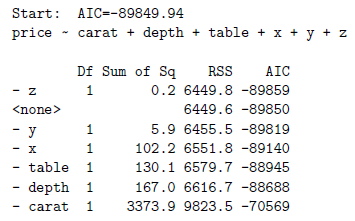 Start: AIC=-89849.94
price ~ carat + depth + table + x + y + z
Df Sum of Sq RSS AIC
- z 1 0.2 6449.8 -89859
<none> 6449.6 -89850
- y 1 5.9 6455.5 -89819
- x 1 102.2 6551.8 -89140
- table 1 130.1 6579.7 -88945
- depth 1 167.0 6616.7 -88688
- carat 1 3373.9 9823.5 -70569